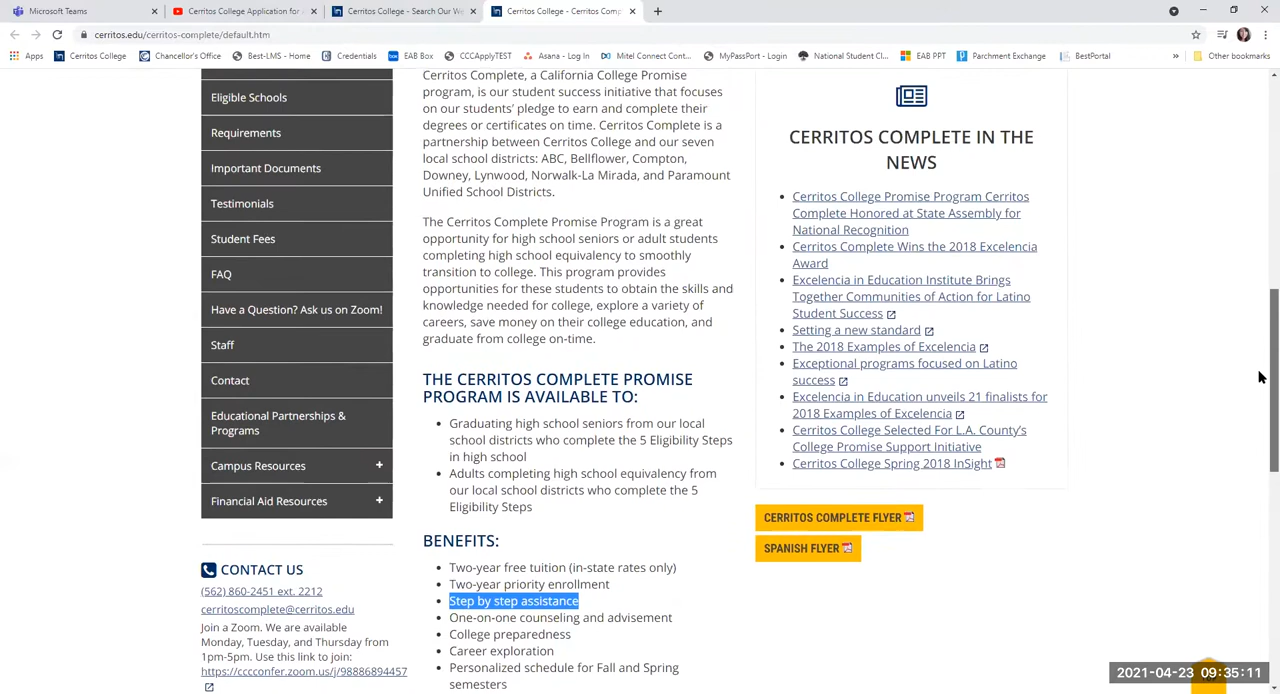 Microsoft Teams
Cerritos College Application for
Cerritos College - Search Our We
Cerritos College - Cerritos Comp
cerritos.edu/cerritos-complete/default.htm
Apps
Cerritos College
Chancellor's Office
Best-LMS - Home
Credentials
EAB Box
CCCApplyTEST
Asana - Log In
Mitel Connect Cont...
MyPassPort - Login
National Student Cl...
EAB PPT
Parchment Exchange
BestPortal
»
Other bookmarks
Eligible Schools
Requirements
Important Documents
Testimonials
Student Fees
FAQ
Have a Question? Ask us on Zoom!
Staff
Contact
Educational Partnerships &
Programs
Campus Resources +
Financial Aid Resources +
CONTACT US
(562) 860-2451 ext. 2212
cerritoscomplete@cerritos.edu
Join a Zoom. We are available
Monday, Tuesday, and Thursday from
1pm-5pm. Use this link to join:
https://cccconfer.zoom.us/j/98886894457
Cerritos Complete, a California College Promise
program, is our student success initiative that focuses
on our students' pledge to earn and complete their
degrees or certificates on time. Cerritos Complete is a
partnership between Cerritos College and our seven
local school districts: ABC, Bellflower, Compton,
Downey, Lynwood, Norwalk-La Mirada, and Paramount
Unified School Districts.
The Cerritos Complete Promise Program is a great
opportunity for high school seniors or adult students
completing high school equivalency to smoothly
transition to college. This program provides
opportunities for these students to obtain the skills and
knowledge needed for college, explore a variety of
careers, save money on their college education, and
graduate from college on-time.
THE CERRITOS COMPLETE PROMISE
PROGRAM IS AVAILABLE TO:
Graduating high school seniors from our local
school districts who complete the 5 Eligibility Steps
in high school
Adults completing high school equivalency from
our local school districts who complete the 5
Eligibility Steps
BENEFITS:
Two-year free tuition (in-state rates only)
Two-year priority enrollment
Step by step assistance
One-on-one counseling and advisement
College preparedness
Career exploration
Personalized schedule for Fall and Spring
semesters
CERRITOS COMPLETE IN THE
NEWS
Cerritos College Promise Program Cerritos
Complete Honored at State Assembly for
National Recognition
Cerritos Complete Wins the 2018 Excelencia
Award
Excelencia in Education Institute Brings
Together Communities of Action for Latino
Student Success
Setting a new standard
The 2018 Examples of Excelencia
Exceptional programs focused on Latino
success
Excelencia in Education unveils 21 finalists for
2018 Examples of Excelencia
Cerritos College Selected For L.A. County's
College Promise Support Initiative
Cerritos College Spring 2018 InSight
CERRITOS COMPLETE FLYER
SPANISH FLYER
2021-04-23 09:35:11